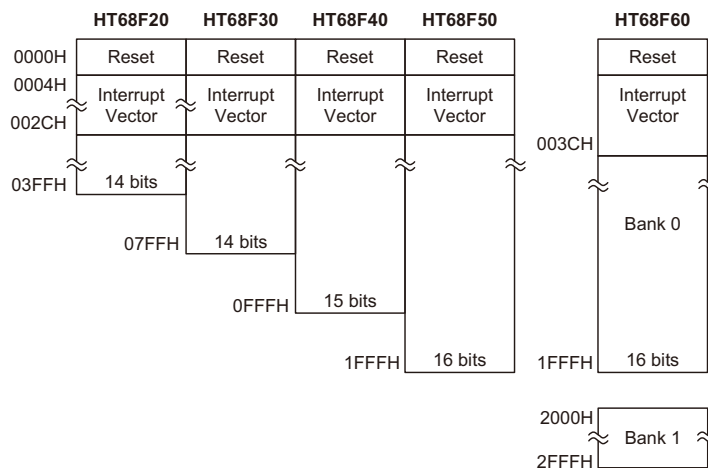 HT68F20 HT68F30 HT68F40 HT68F50 HT68F60
0000H Reset Reset Reset Reset Reset
0004H
Interrupt Vector Interrupt Vector Interrupt Vector Interrupt Vector Interrupt Vector
002CH
003CH
03FFH 14 bits
Bank 0
07FFH 14 bits
0FFFH 15 bits
1FFFH 16 bits 1FFFH 16 bits
2000H
Bank 1
2FFFH